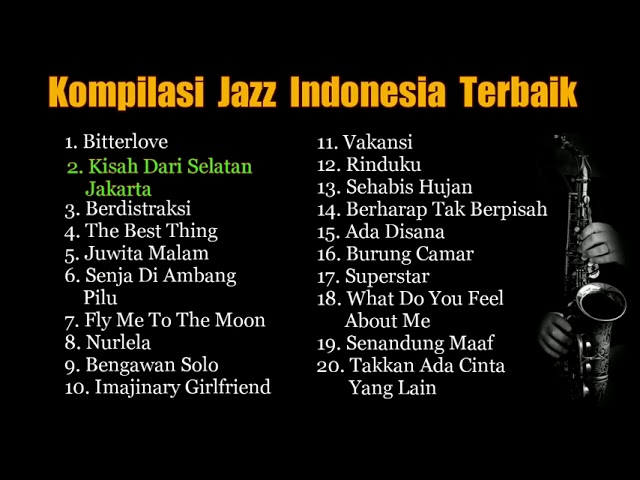 Kompilasi Jazz Indonesia Terbaik
1. Bitterlove
2. Kisah Dari Selatan
Jakarta
3. Berdistraksi
4. The Best Thing
5. Juwita Malam
6. Senja Di Ambang
Pilu
7. Fly Me To The Moon
8. Nurlela
9. Bengawan Solo
10. Imajinary Girlfriend
11. Vakansi
12. Rinduku
13. Sehabis Hujan
14. Berharap Tak Berpisah
15. Ada Disana
16. Burung Camar
17. Superstar
18. What Do You Feel
About Me
19. Senandung Maaf
20. Takkan Ada Cinta
Yang Lain